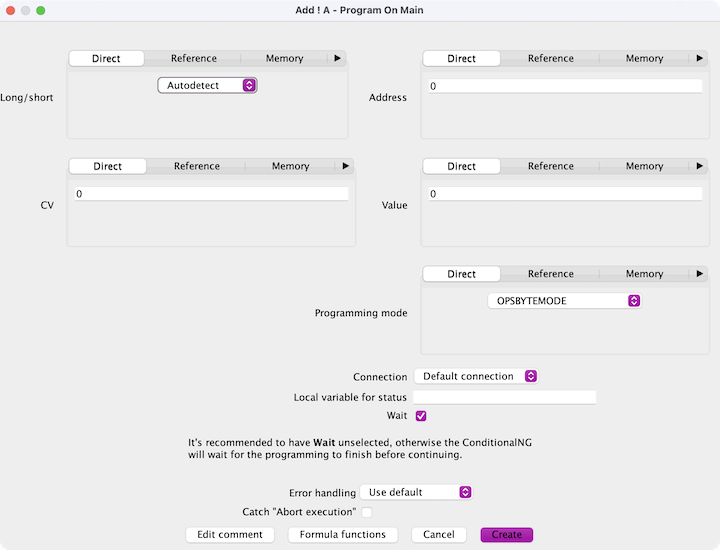 Add ! A - Program On Main
Direct Reference Memory
Long/short
Autodetect
Direct Reference Memory
Address
0
Direct Reference Memory
CV
0
Direct Reference Memory
Value
0
Direct Reference Memory
Programming mode
OPSBYTEMODE
Connection Default connection
Local variable for status
Wait
It's recommended to have Wait unselected, otherwise the ConditionalNG
will wait for the programming to finish before continuing.
Error handling Use default
Catch "Abort execution"
Edit comment Formula functions Cancel Create